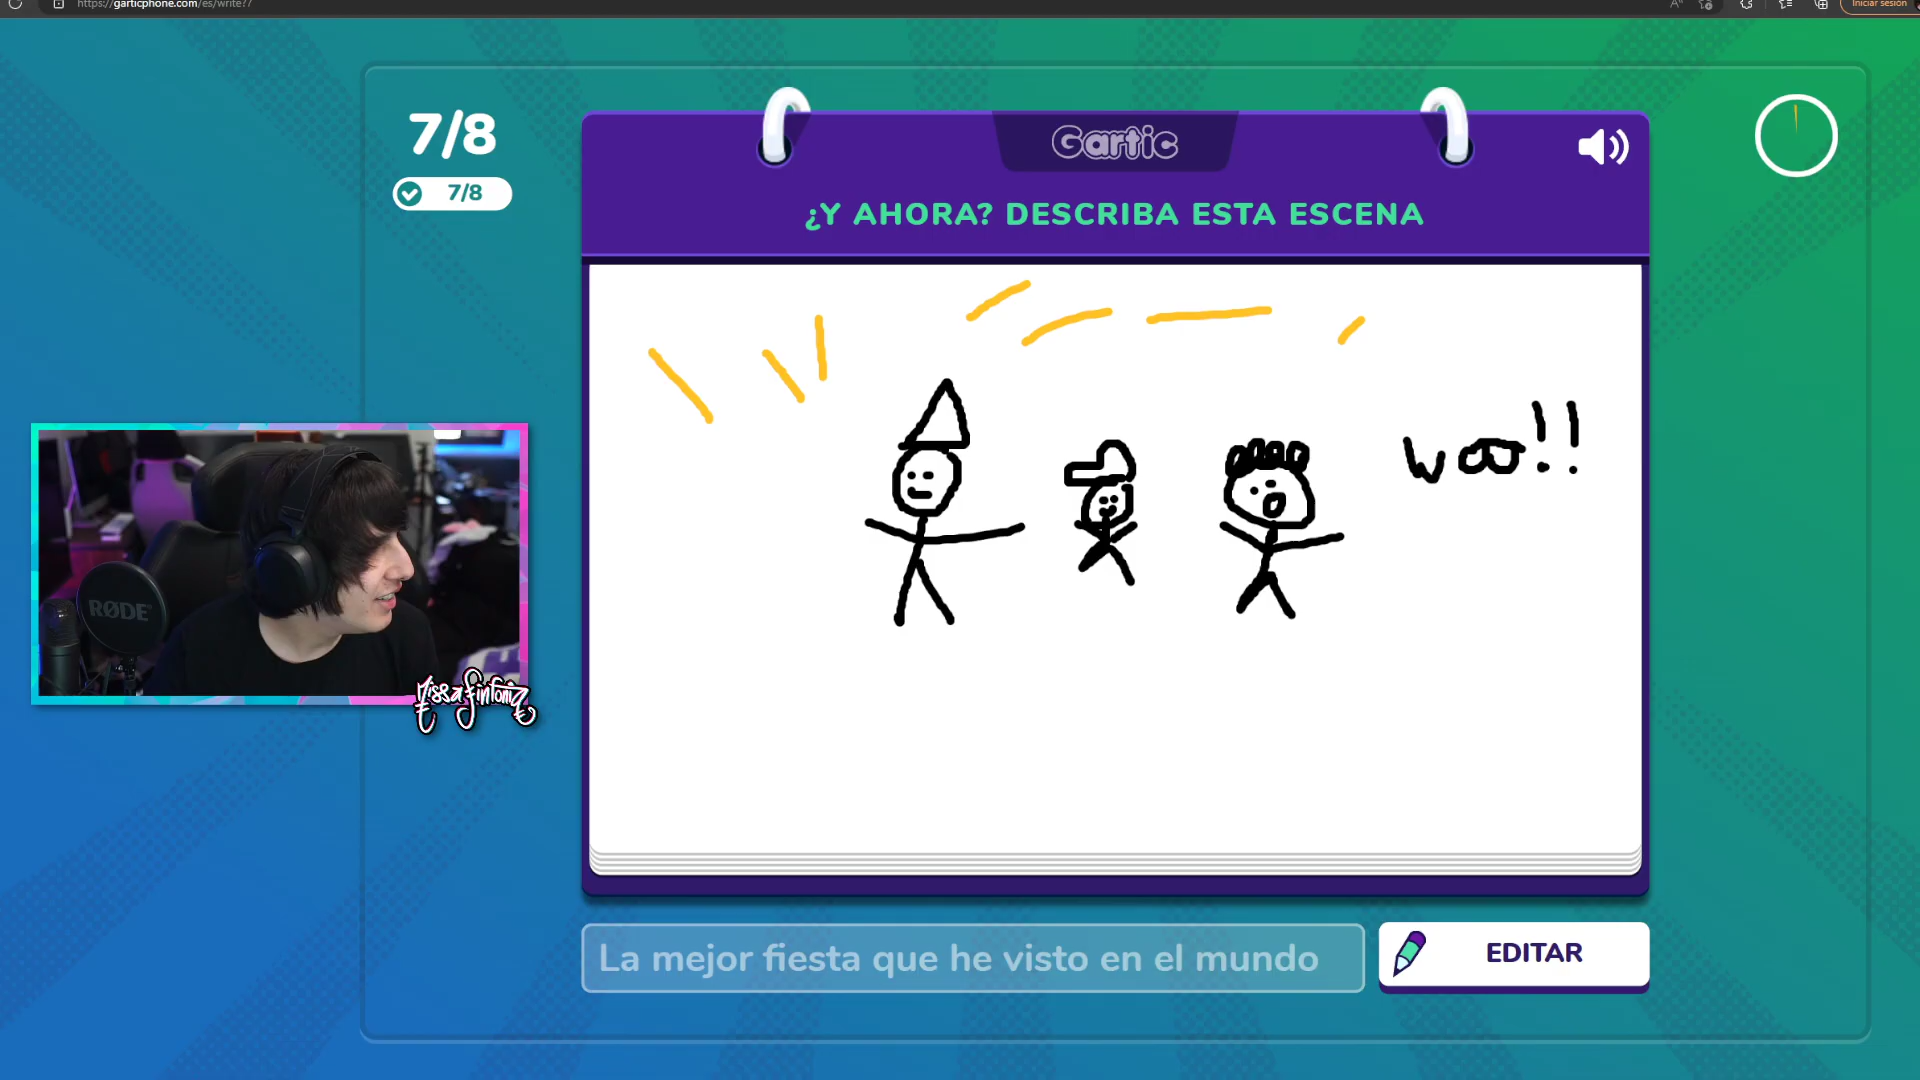 https://garticphone.com/es/write??
Iniciar sesión
7/8
7/8
Gartic
¿Y AHORA? DESCRIBA ESTA ESCENA
woo!!
RØDE
MissaSinfonia
La mejor fiesta que he visto en el mundo
EDITAR